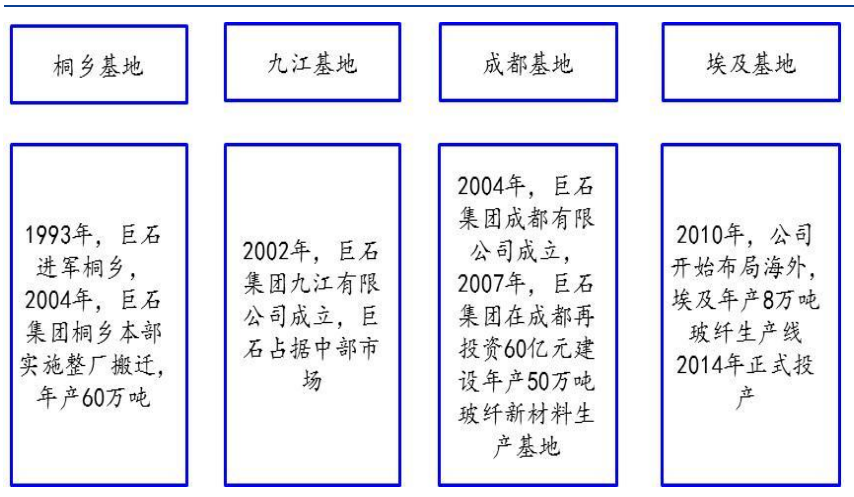 桐乡基地
九江基地
成都基地
埃及基地
1993年，巨石
进军桐乡，
2004年，巨石
集团桐乡本部
实施整厂搬迁，
年产60万吨
2002年，巨石
集团九江有限
公司成立，巨
石占据中部市
场
2004年，巨石
集团成都有限
公司成立，
2007年，巨石
集团在成都再
投资60亿元建
设年产50万吨
玻纤新材料生
产基地
2010年，公司
开始布局海外，
埃及年产8万吨
玻纤生产线
2014年正式投
产